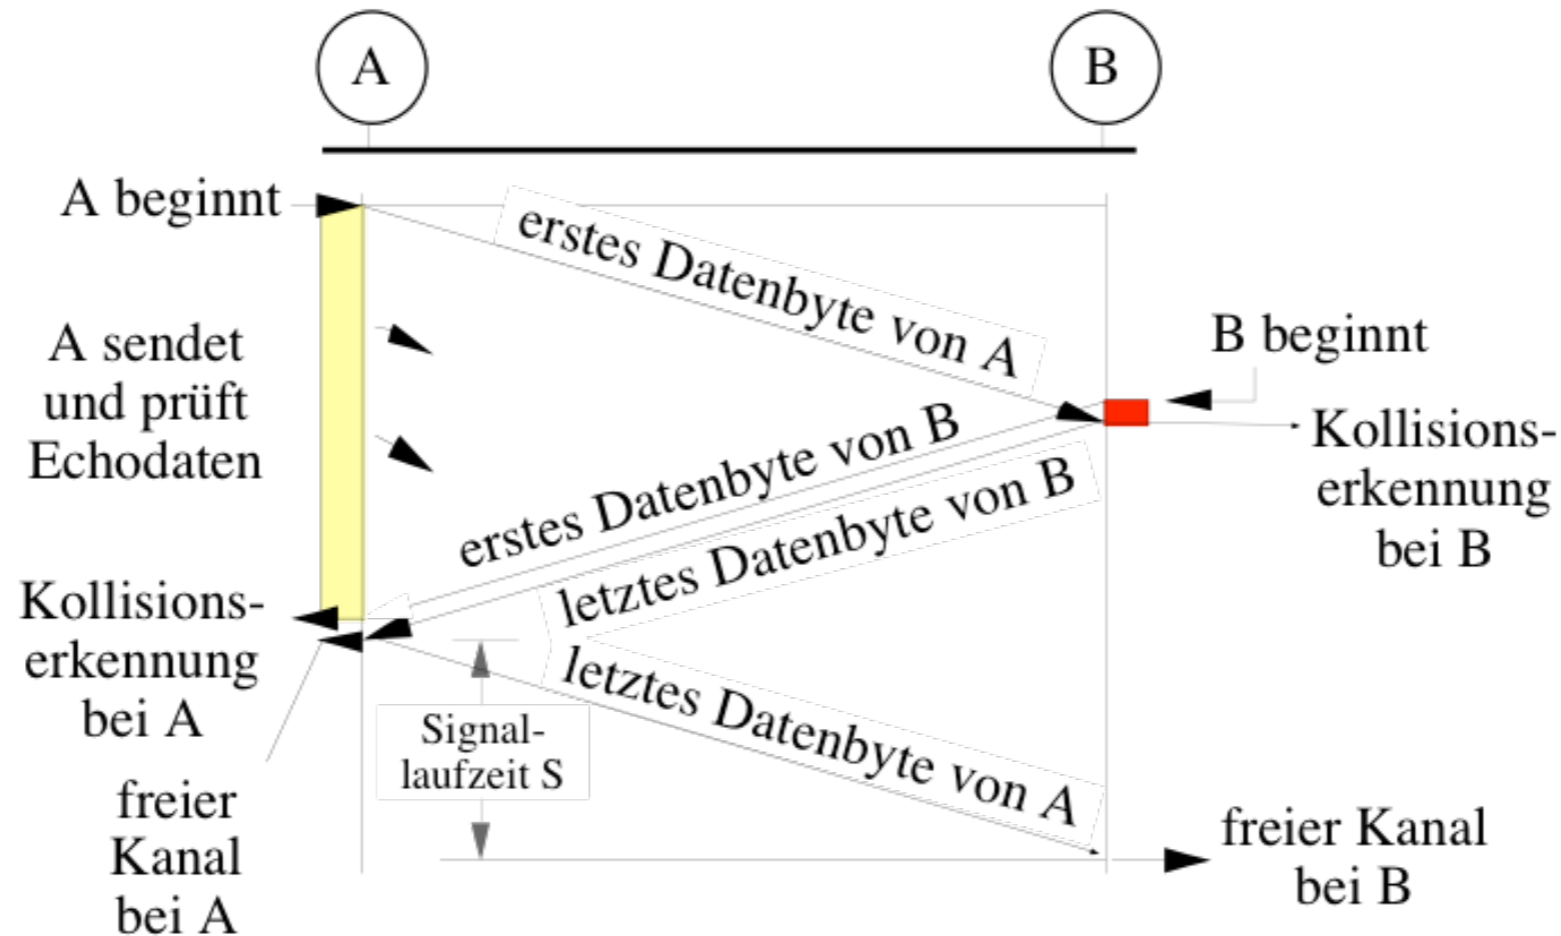 A
B
A beginnt
erstes Datenbyte von A
A sendet
und prüft
Echodaten
B beginnt
Kollisions-
erkennung
bei B
erstes Datenbyte von B
letztes Datenbyte von B
Kollisions-
erkennung
bei A
letztes Datenbyte von A
Signal-
laufzeit S
freier
Kanal
bei A
freier Kanal
bei B